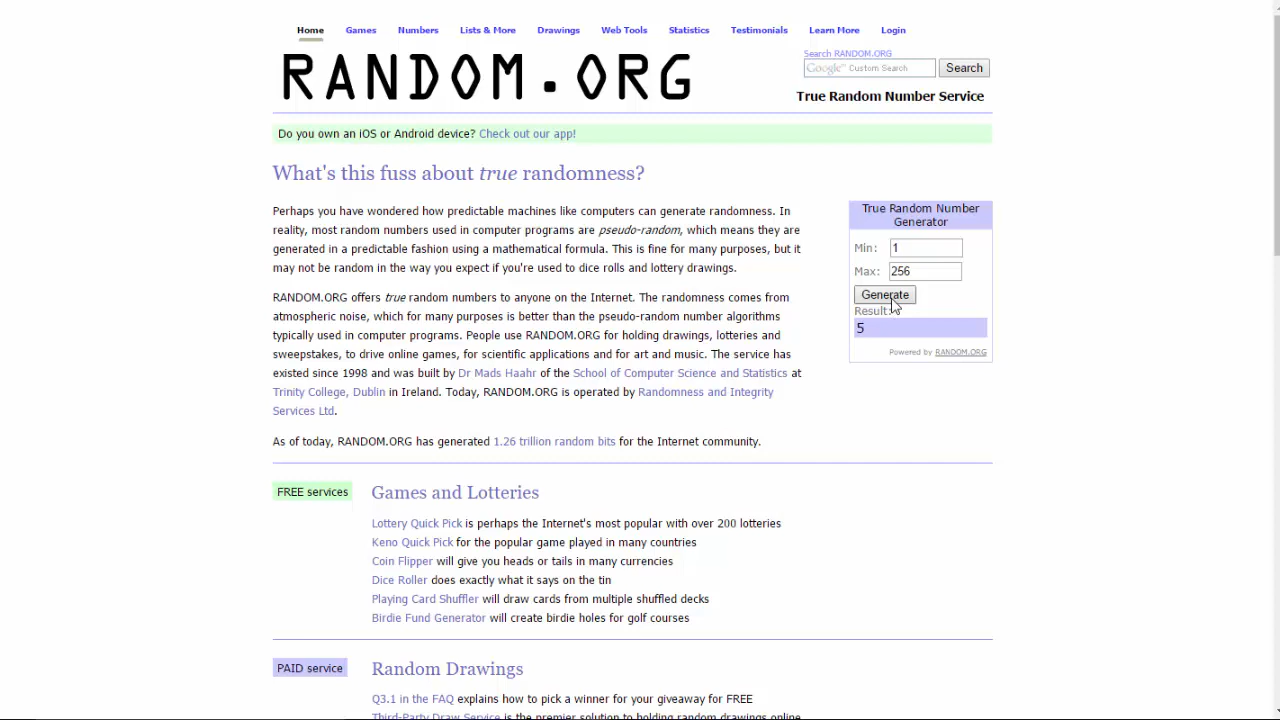 Home Games Numbers Lists & More Drawings Web Tools Statistics Testimonials Learn More Login
RANDOM.ORG
Search RANDOM.ORG
Google™ Custom Search Search
True Random Number Service
Do you own an iOS or Android device? Check out our app!
What's this fuss about true randomness?
Perhaps you have wondered how predictable machines like computers can generate randomness. In
reality, most random numbers used in computer programs are pseudo-random, which means they are
generated in a predictable fashion using a mathematical formula. This is fine for many purposes, but it
may not be random in the way you expect if you're used to dice rolls and lottery drawings.
RANDOM.ORG offers true random numbers to anyone on the Internet. The randomness comes from
atmospheric noise, which for many purposes is better than the pseudo-random number algorithms
typically used in computer programs. People use RANDOM.ORG for holding drawings, lotteries and
sweepstakes, to drive online games, for scientific applications and for art and music. The service has
existed since 1998 and was built by Dr Mads Haahr of the School of Computer Science and Statistics at
Trinity College, Dublin in Ireland. Today, RANDOM.ORG is operated by Randomness and Integrity
Services Ltd.
As of today, RANDOM.ORG has generated 1.26 trillion random bits for the Internet community.
True Random Number
Generator
Min: 1
Max: 256
Generate
Result:
5
Powered by RANDOM.ORG
FREE services
Games and Lotteries
Lottery Quick Pick is perhaps the Internet's most popular with over 200 lotteries
Keno Quick Pick for the popular game played in many countries
Coin Flipper will give you heads or tails in many currencies
Dice Roller does exactly what it says on the tin
Playing Card Shuffler will draw cards from multiple shuffled decks
Birdie Fund Generator will create birdie holes for golf courses
PAID service
Random Drawings
Q3.1 in the FAQ explains how to pick a winner for your giveaway for FREE
Third-Party Draw Service is the premier solution to holding random drawings online